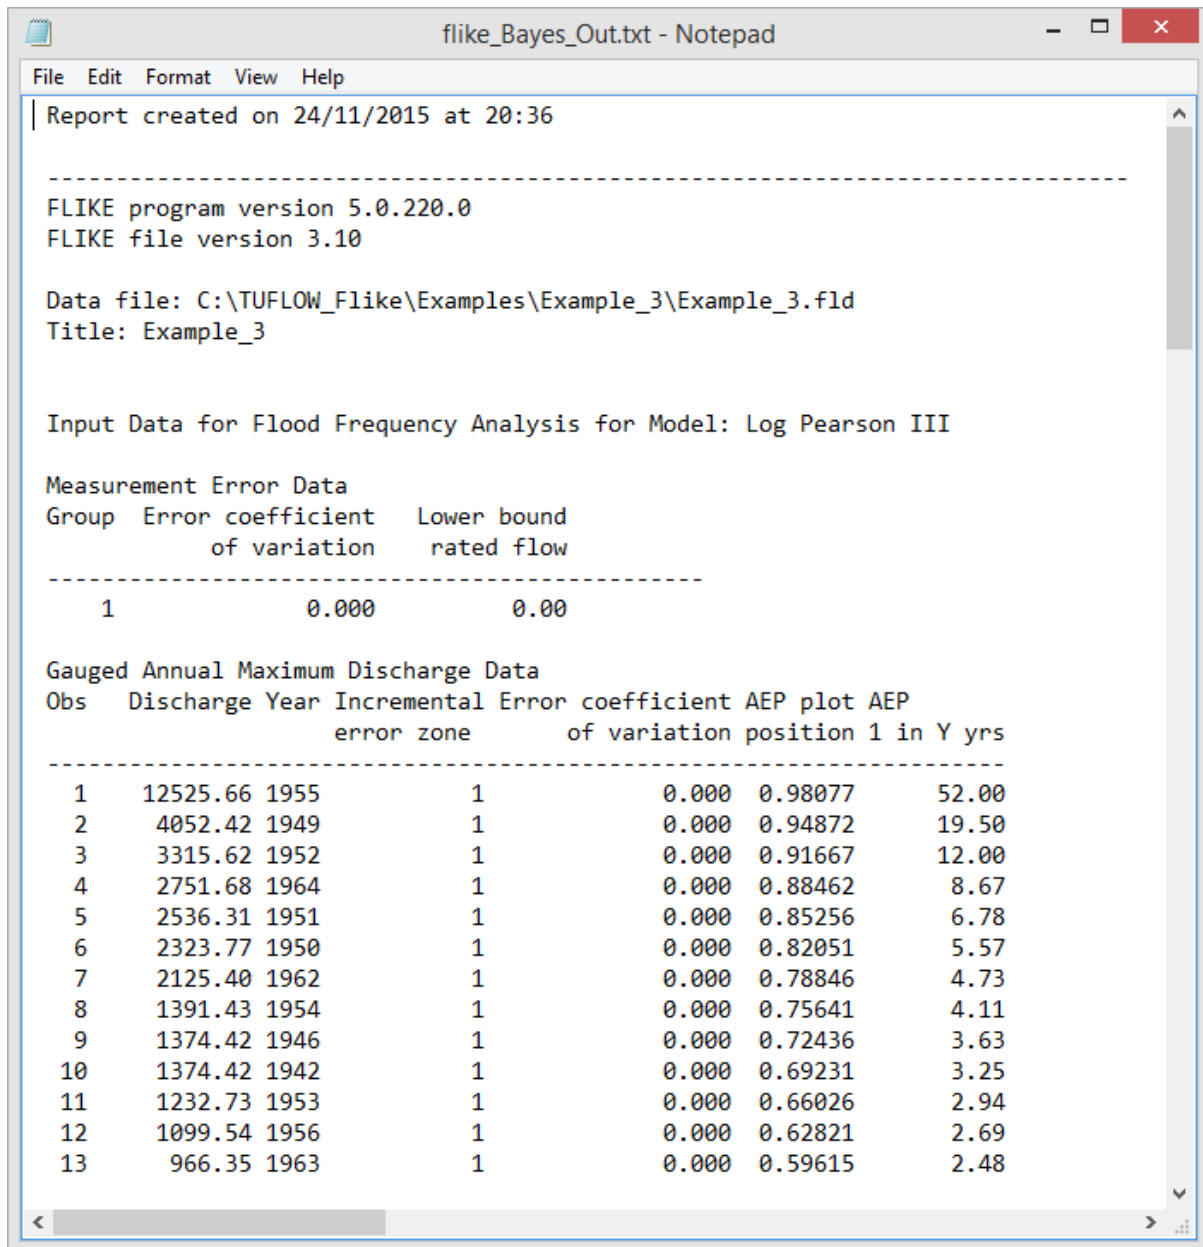 flike_Bayes_Out.txt - Notepad
File Edit Format View Help
Report created on 24/11/2015 at 20:36
-------------------------------------------------------------------------------
FLIKE program version 5.0.220.0
FLIKE file version 3.10
Data file: C:\TUFLOW_Flike\Examples\Example_3\Example_3.fld
Title: Example_3
Input Data for Flood Frequency Analysis for Model: Log Pearson III
Measurement Error Data
Group  Error coefficient   Lower bound
of variation    rated flow
------------------------------------------------
1              0.000          0.00
Gauged Annual Maximum Discharge Data
Obs   Discharge Year Incremental Error coefficient AEP plot AEP
error zone       of variation position 1 in Y yrs
----------------------------------------------------------------------
1    12525.66 1955           1             0.000  0.98077     52.00
2     4052.42 1949           1             0.000  0.94872     19.50
3     3315.62 1952           1             0.000  0.91667     12.00
4     2751.68 1964           1             0.000  0.88462      8.67
5     2536.31 1951           1             0.000  0.85256      6.78
6     2323.77 1950           1             0.000  0.82051      5.57
7     2125.40 1962           1             0.000  0.78846      4.73
8     1391.43 1954           1             0.000  0.75641      4.11
9     1374.42 1946           1             0.000  0.72436      3.63
10     1374.42 1942           1             0.000  0.69231      3.25
11     1232.73 1953           1             0.000  0.66026      2.94
12     1099.54 1956           1             0.000  0.62821      2.69
13      966.35 1963           1             0.000  0.59615      2.48